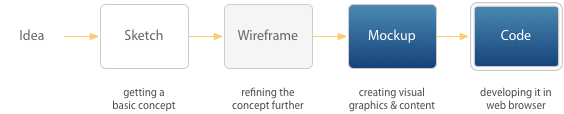 Idea
Sketch
Wireframe
Mockup
Code
getting a
basic concept
refining the
concept further
creating visual
graphics & content
developing it in
web browser